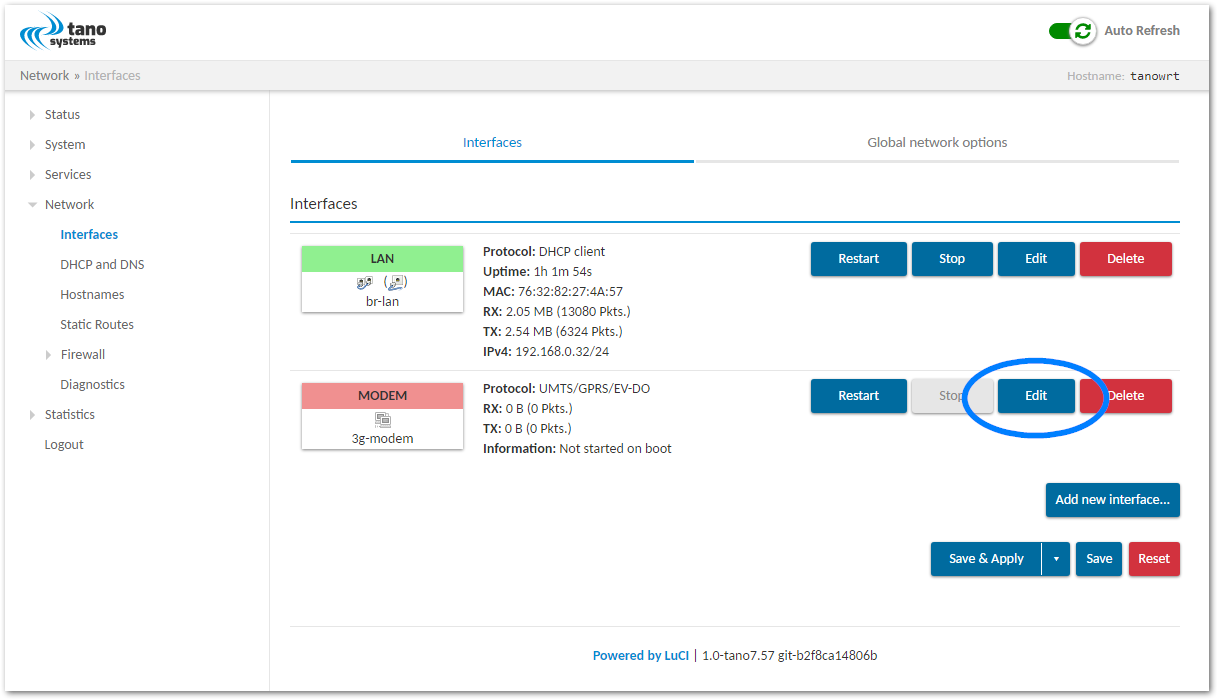 tano
systems
Auto Refresh
Network » Interfaces
Hostname: tanowrt
Status
System
Services
Network
Interfaces
DHCP and DNS
Hostnames
Static Routes
Firewall
Diagnostics
Statistics
Logout
Interfaces
Global network options
Interfaces
LAN
br-lan
Protocol: DHCP client
Uptime: 1h 1m 54s
MAC: 76:32:82:27:4A:57
RX: 2.05 MB (13080 Pkts.)
TX: 2.54 MB (6324 Pkts.)
IPv4: 192.168.0.32/24
Restart Stop Edit Delete
MODEM
3g-modem
Protocol: UMTS/GPRS/EV-DO
RX: 0 B (0 Pkts.)
TX: 0 B (0 Pkts.)
Information: Not started on boot
Restart Stop Edit Delete
Add new interface...
Save & Apply Save Reset
Powered by LuCI | 1.0-tano7.57 git-b2f8ca14806b